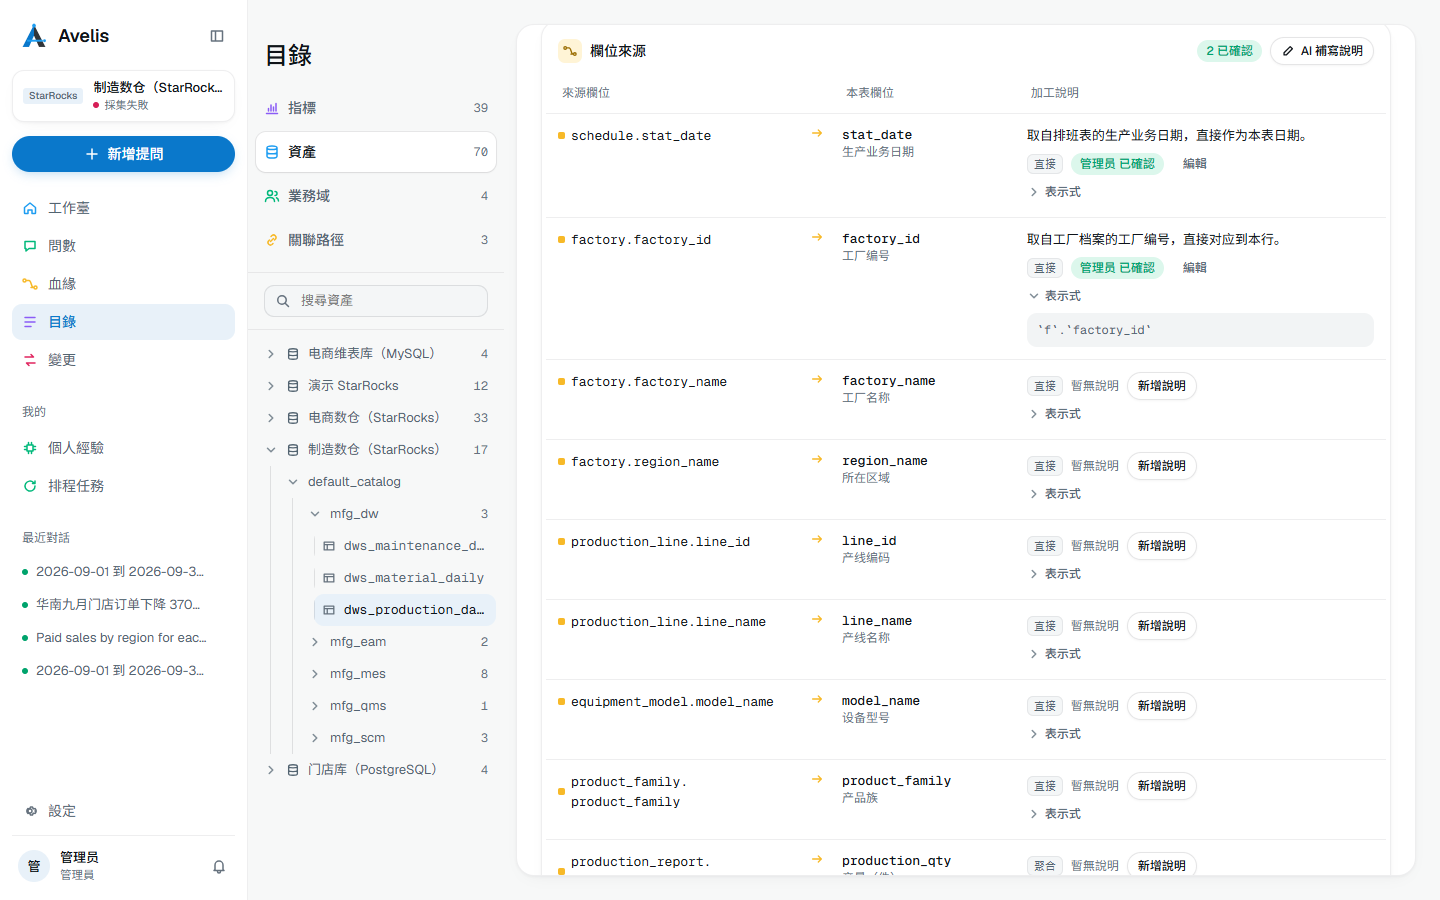 Avelis
StarRocks
制造数仓（StarRock...
採集失敗
新增提問
工作臺
問數
血緣
目錄
變更
我的
個人經驗
排程任務
最近對話
2026-09-01 到 2026-09-3...
华南九月门店订单下降 370...
Paid sales by region for eac...
2026-09-01 到 2026-09-3...
設定
管
管理员
管理員
目錄
指標 39
資產 70
業務域 4
關聯路徑 3
搜尋資產
电商维表库（MySQL） 4
演示 StarRocks 12
电商数仓（StarRocks） 33
制造数仓（StarRocks） 17
default_catalog
mfg_dw 3
dws_maintenance_d...
dws_material_daily
dws_production_da...
mfg_eam 2
mfg_mes 8
mfg_qms 1
mfg_scm 3
门店库（PostgreSQL） 4
欄位來源 2 已確認 AI 補寫說明
來源欄位 本表欄位 加工說明
schedule.stat_date → stat_date 取自排班表的生产业务日期，直接作为本表日期。
生产业务日期
直接 管理员 已確認 編輯
表示式
factory.factory_id → factory_id 取自工厂档案的工厂编号，直接对应到本行。
工厂编号
直接 管理员 已確認 編輯
表示式
`f`.`factory_id`
factory.factory_name → factory_name 直接 暫無說明 新增說明
工厂名称
表示式
factory.region_name → region_name 直接 暫無說明 新增說明
所在区域
表示式
production_line.line_id → line_id 直接 暫無說明 新增說明
产线编码
表示式
production_line.line_name → line_name 直接 暫無說明 新增說明
产线名称
表示式
equipment_model.model_name → model_name 直接 暫無說明 新增說明
设备型号
表示式
product_family. → product_family 直接 暫無說明 新增說明
product_family 产品族
表示式
production_report. → production_qty 聚合 暫無說明 新增說明